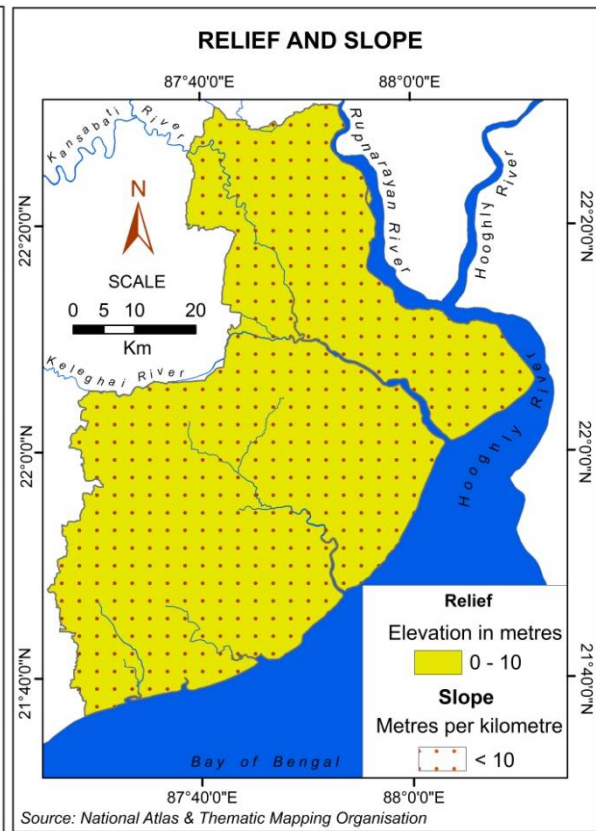 RELIEF AND SLOPE
87°40'0"E
88°0'0"E
Kansabati River
Rupnarayan River
Hooghly River
22°20'0"N
22°20'0"N
N
SCALE
0 5 10 20
Km
Keleghai River
22°0'0"N
22°0'0"N
Hooghly River
Relief
Elevation in metres
0 - 10
Slope
Metres per kilometre
< 10
21°40'0"N
21°40'0"N
Bay of Bengal
87°40'0"E
88°0'0"E
Source: National Atlas & Thematic Mapping Organisation